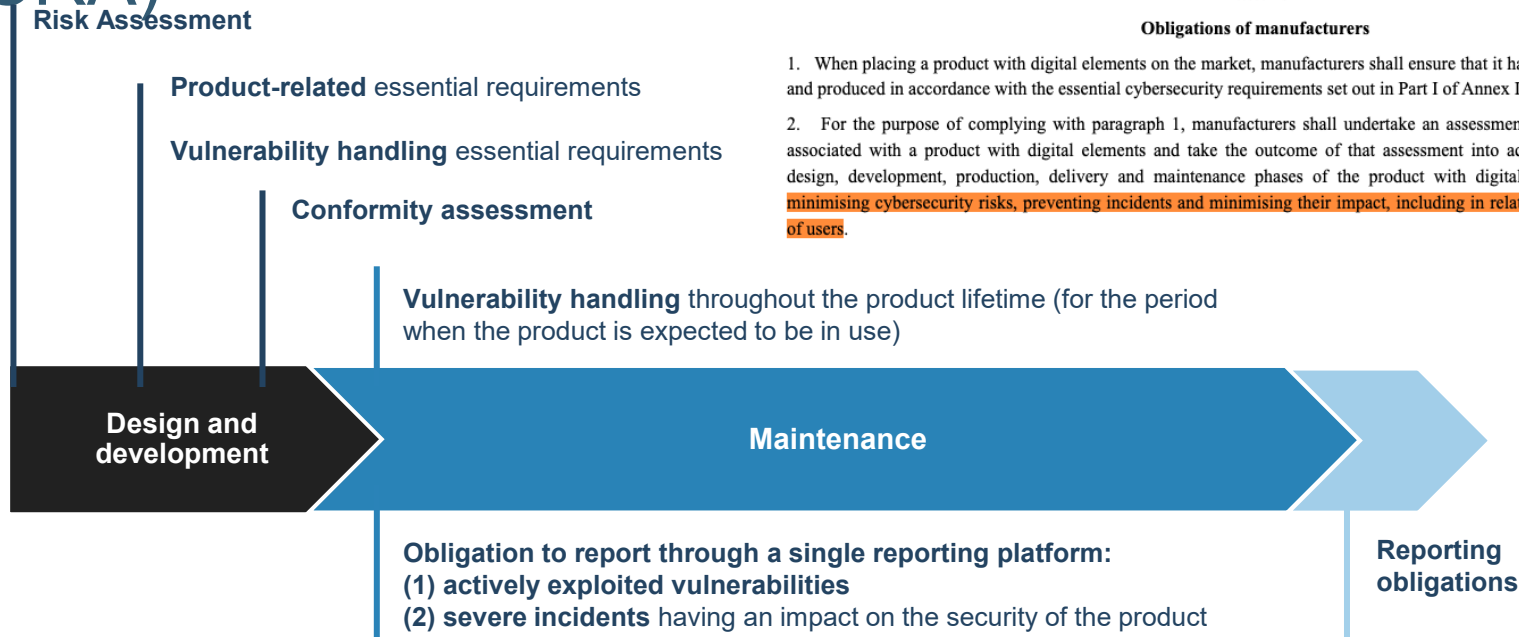 CRA)
Risk Assessment
Product-related essential requirements
Vulnerability handling essential requirements
Conformity assessment
Obligations of manufacturers
1. When placing a product with digital elements on the market, manufacturers shall ensure that it ha
and produced in accordance with the essential cybersecurity requirements set out in Part I of Annex I
2. For the purpose of complying with paragraph 1, manufacturers shall undertake an assessmen
associated with a product with digital elements and take the outcome of that assessment into ac
design, development, production, delivery and maintenance phases of the product with digital
minimising cybersecurity risks, preventing incidents and minimising their impact, including in relat
of users.
Vulnerability handling throughout the product lifetime (for the period
when the product is expected to be in use)
Design and
development
Maintenance
Obligation to report through a single reporting platform:
(1) actively exploited vulnerabilities
(2) severe incidents having an impact on the security of the product
Reporting
obligations